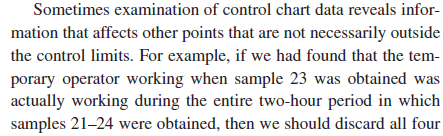 Sometimes examination of control chart data reveals infor-
mation that affects other points that are not necessarily outside
the control limits. For example, if we had found that the tem-
porary operator working when sample 23 was obtained was
actually working during the entire two-hour period in which
samples 21–24 were obtained, then we should discard all four